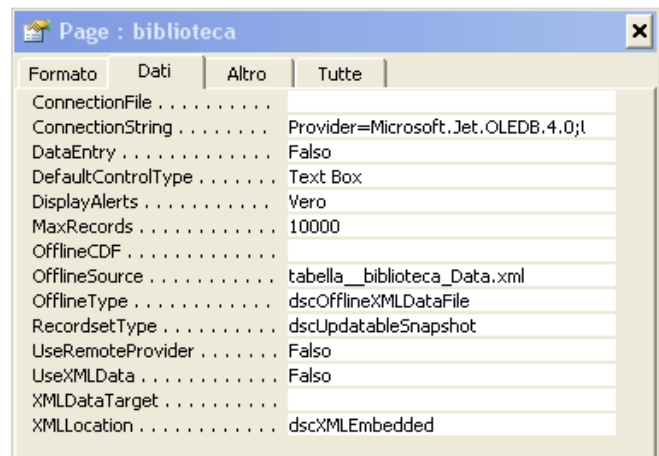 Page : biblioteca
Formato Dati Altro Tutte
ConnectionFile . . . . . . . . . .
ConnectionString . . . . . . . . Provider=Microsoft.Jet.OLEDB.4.0;U
DataEntry . . . . . . . . . . . . . Falso
DefaultControlType . . . . . . . Text Box
DisplayAlerts . . . . . . . . . . . Vero
MaxRecords . . . . . . . . . . . . 10000
OfflineCDF . . . . . . . . . . . . .
OfflineSource . . . . . . . . . . . tabella__biblioteca_Data.xml
OfflineType . . . . . . . . . . . . dscOfflineXMLDataFile
RecordsetType . . . . . . . . . . dscUpdatableSnapshot
UseRemoteProvider . . . . . . . Falso
UseXMLData . . . . . . . . . . . . Falso
XMLDataTarget . . . . . . . . . .
XMLLocation . . . . . . . . . . . . dscXMLEmbedded